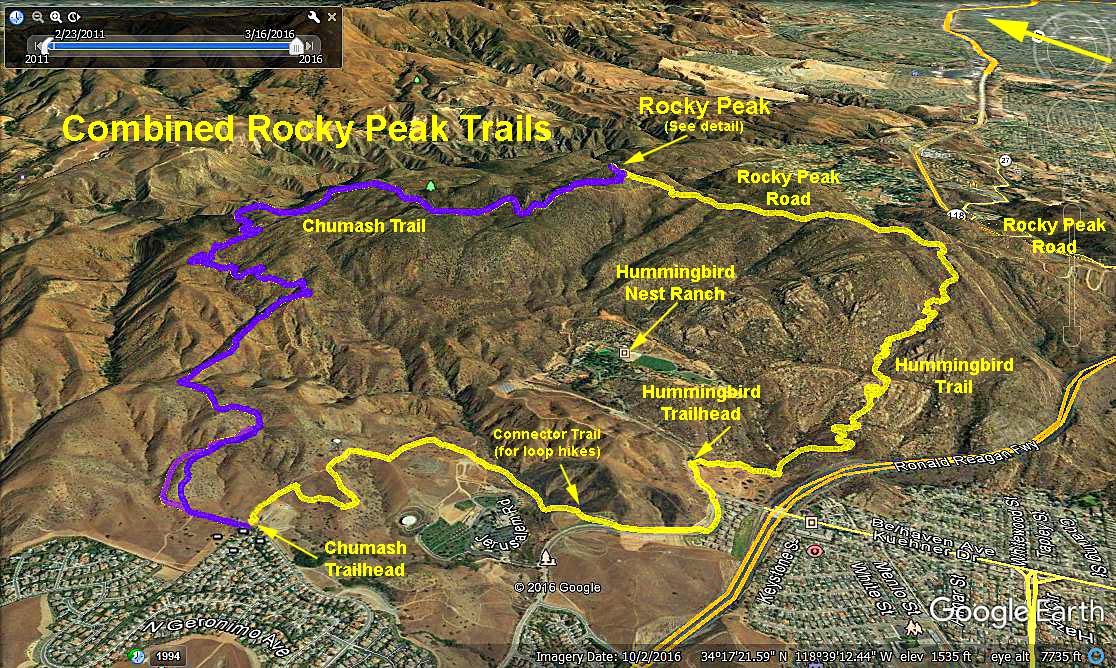 2/23/2011
3/16/2016
2011
2016
Combined Rocky Peak Trails
Rocky Peak
(See detail)
Rocky Peak
Road
27
118
Rocky Peak
Road
Chumash Trail
Hummingbird
Nest Ranch
Hummingbird
Trail
Hummingbird
Trailhead
Connector Trail
(for loop hikes)
Ronald Reagan Fwy
Jerusalem Rd
Chumash
Trailhead
© 2016 Google
Keystone St
Belhaven Ave
Kuehner Dr
Whitewood St
Menlo St
White St
N Geronimo Ave
Google Earth
1994
Imagery Date: 10/2/2016 34°17'21.59" N 118°39'12.44" W elev 1535 ft eye alt 7735 ft